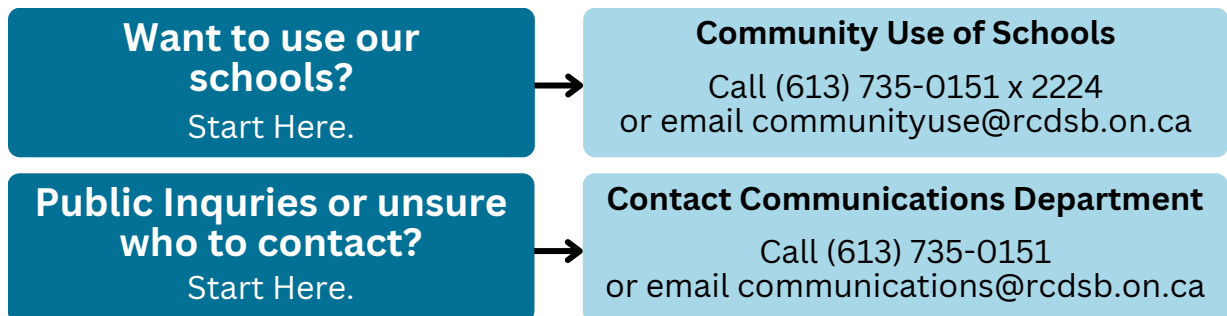 Want to use our
schools?
Start Here.
Community Use of Schools
Call (613) 735-0151 x 2224
or email communityuse@rcdsb.on.ca
Public Inquries or unsure
who to contact?
Start Here.
Contact Communications Department
Call (613) 735-0151
or email communications@rcdsb.on.ca